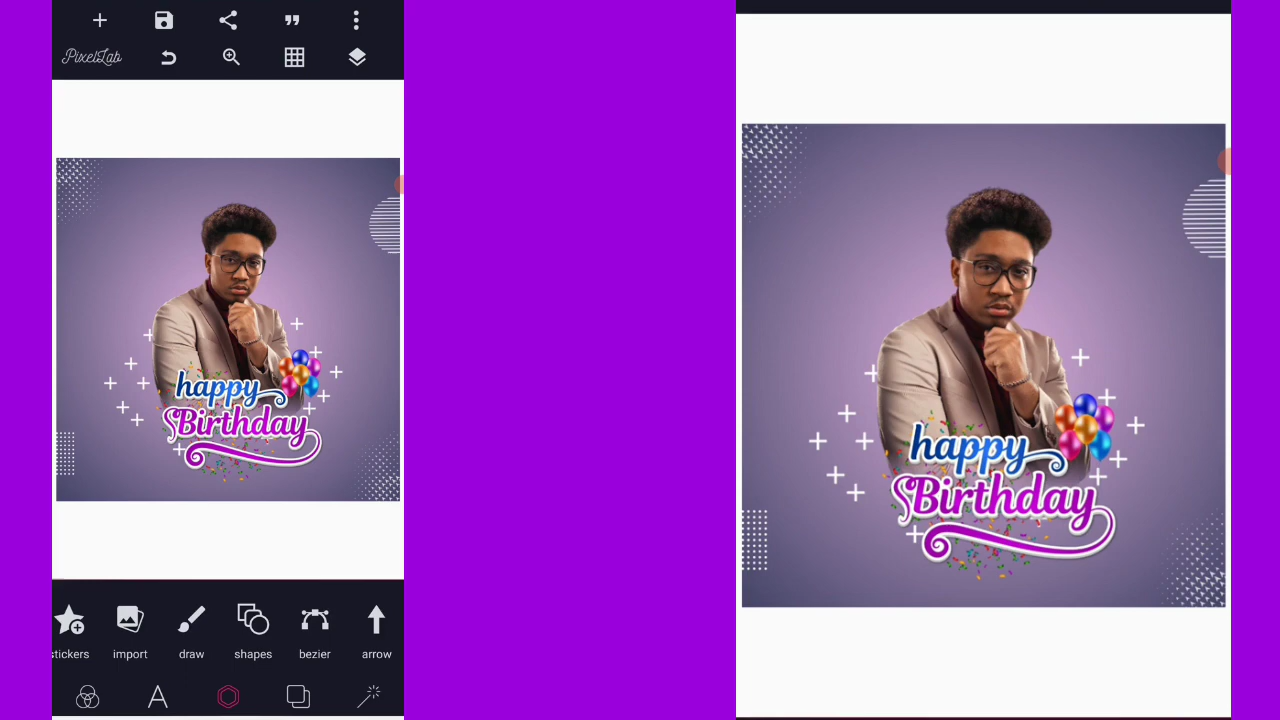 PixelLab
happy
Birthday
stickers
import
draw
shapes
bezier
arrow
happy
Birthday